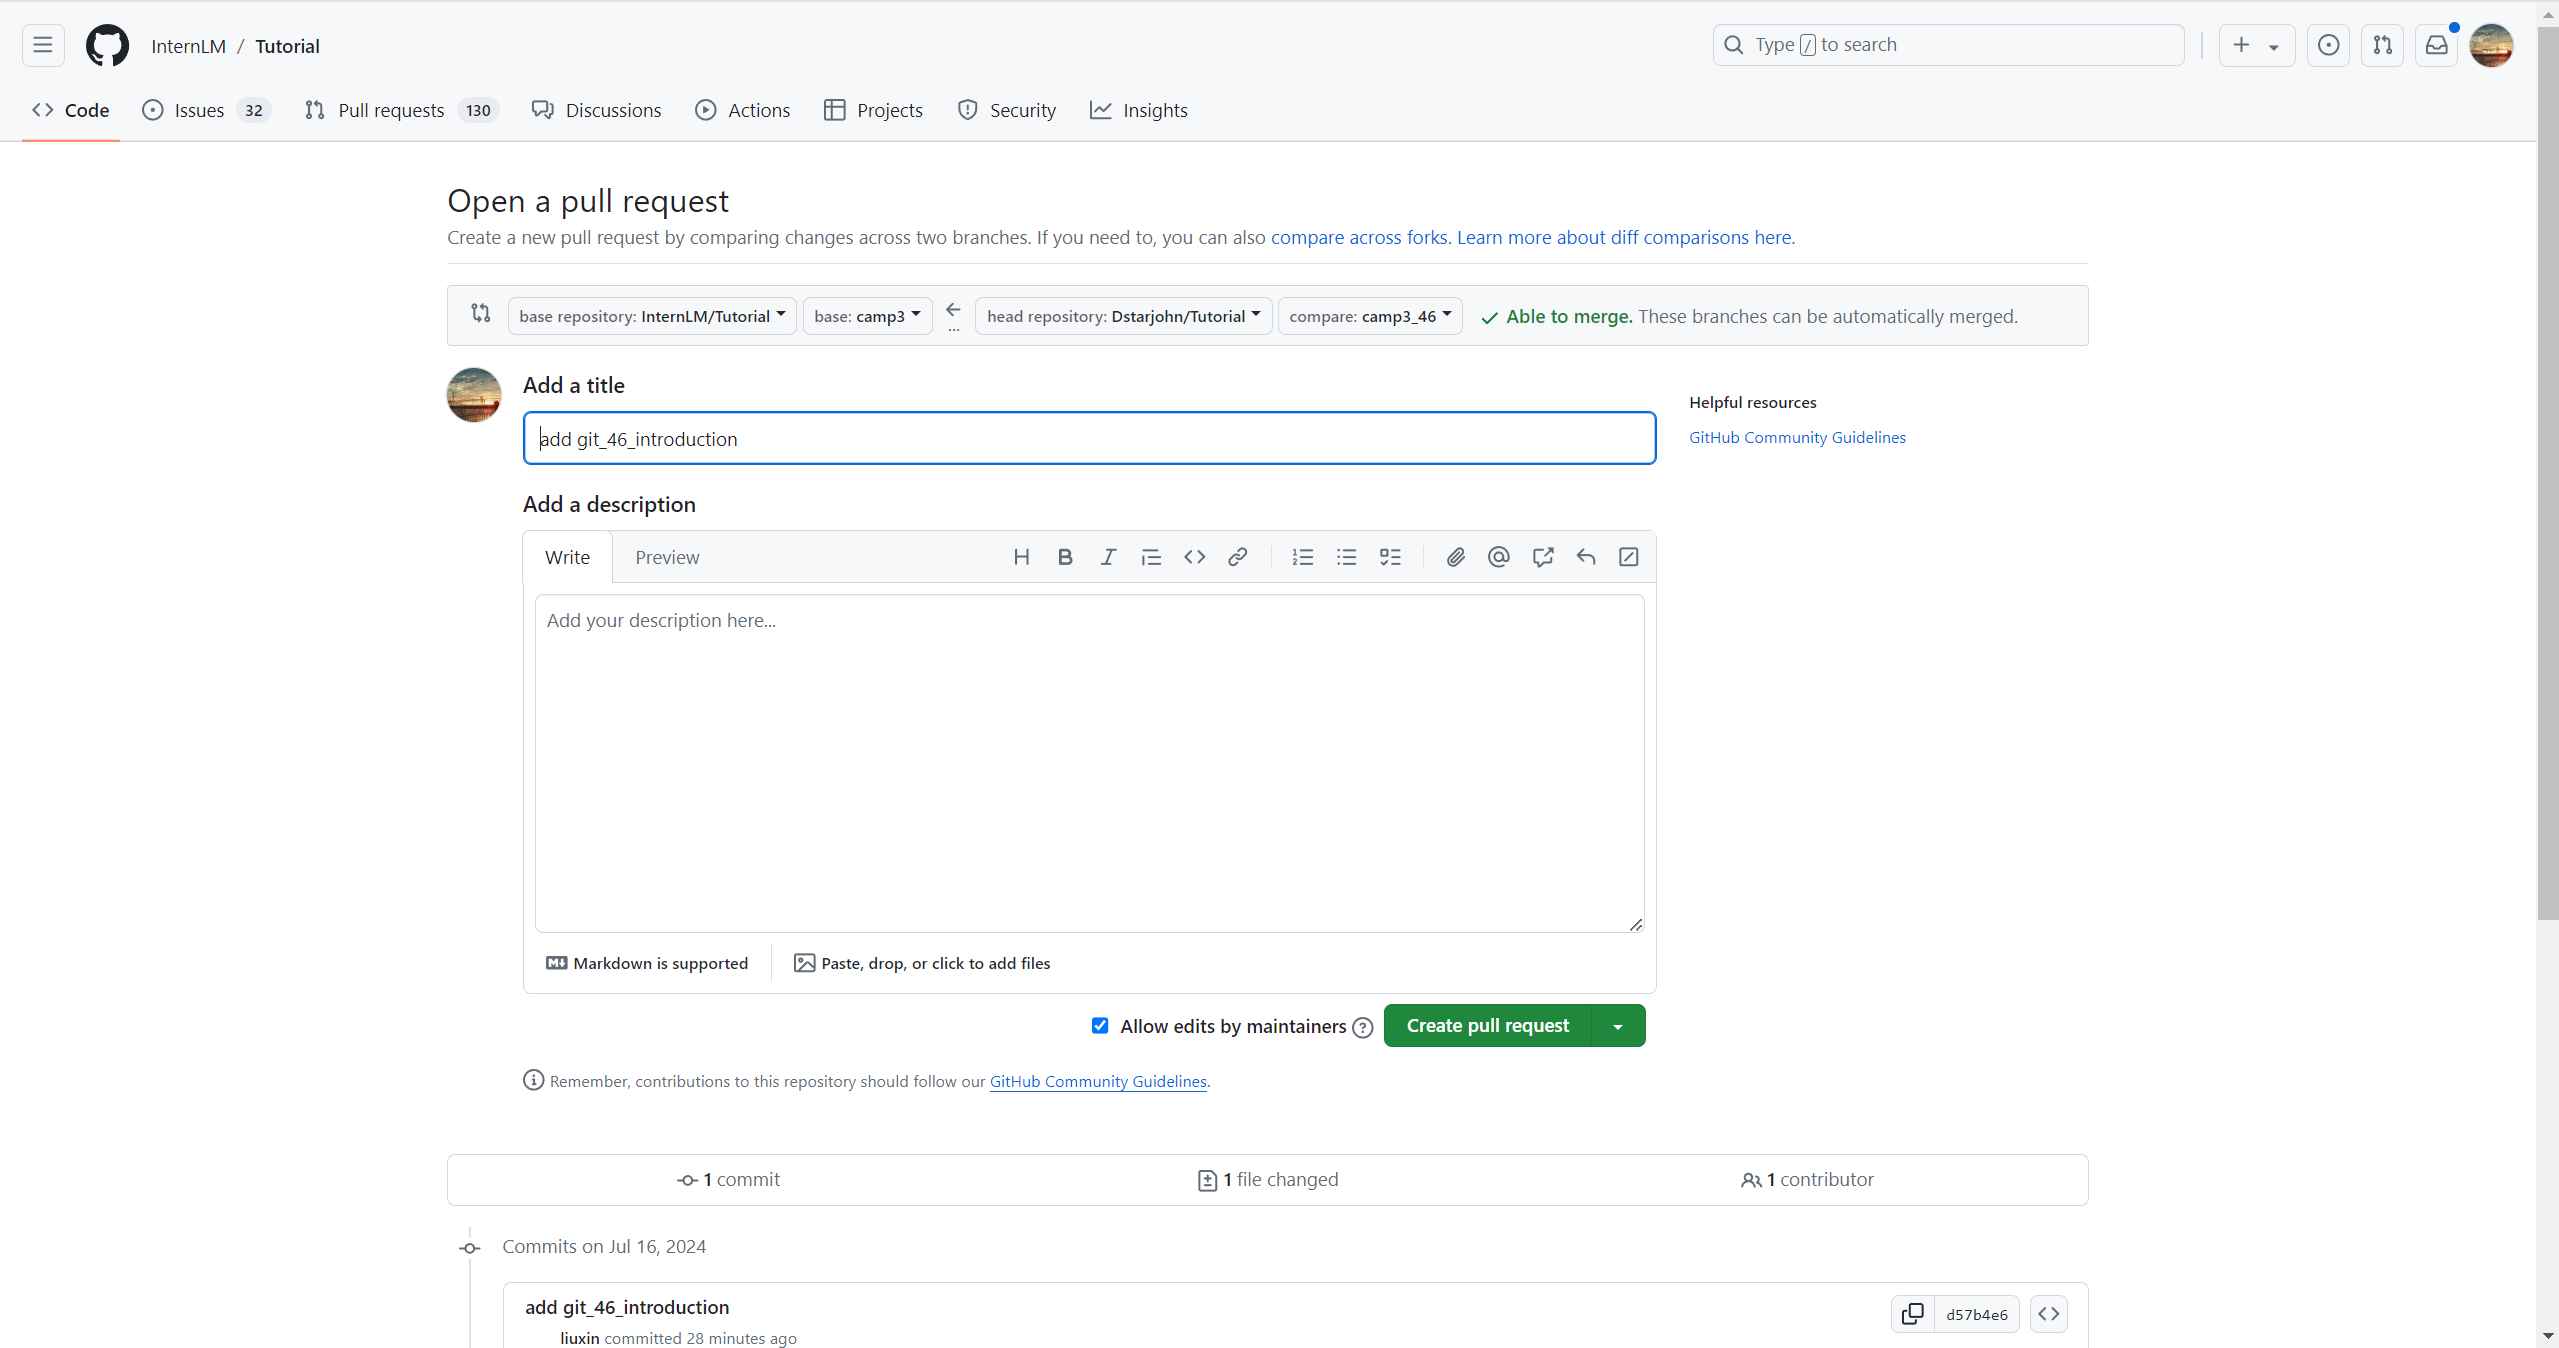 InternLM / Tutorial
Type / to search
Code
Issues 32
Pull requests 130
Discussions
Actions
Projects
Security
Insights
Open a pull request
Create a new pull request by comparing changes across two branches. If you need to, you can also compare across forks. Learn more about diff comparisons here.
base repository: InternLM/Tutorial base: camp3 ... head repository: Dstarjohn/Tutorial compare: camp3_46 Able to merge. These branches can be automatically merged.
Add a title
add git_46_introduction
Helpful resources
GitHub Community Guidelines
Add a description
Write
Preview
Add your description here...
Markdown is supported
Paste, drop, or click to add files
Allow edits by maintainers
Create pull request
Remember, contributions to this repository should follow our GitHub Community Guidelines.
1 commit
1 file changed
1 contributor
Commits on Jul 16, 2024
add git_46_introduction
d57b4e6
liuxin committed 28 minutes ago